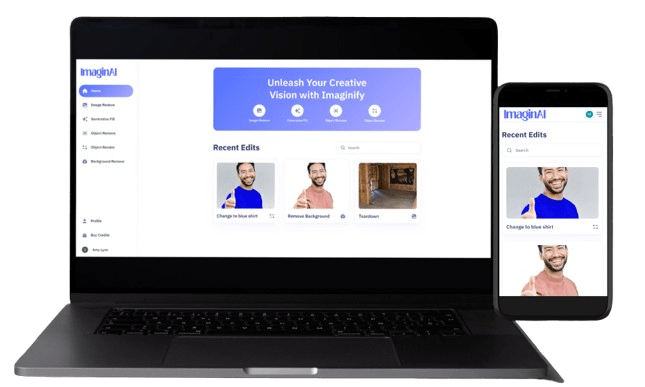 ImaginAI
Home
Image Restore
Generative Fill
Object Remove
Object Recolor
Background Remove
Profile
Buy Credits
Amy Lynn
Unleash Your Creative
Vision with Imaginify
Image Restore
Generative Fill
Object Remove
Object Recolor
Recent Edits
Search
Change to blue shirt
Remove Background
Teardown
ImaginAI
Recent Edits
Search
Change to blue shirt